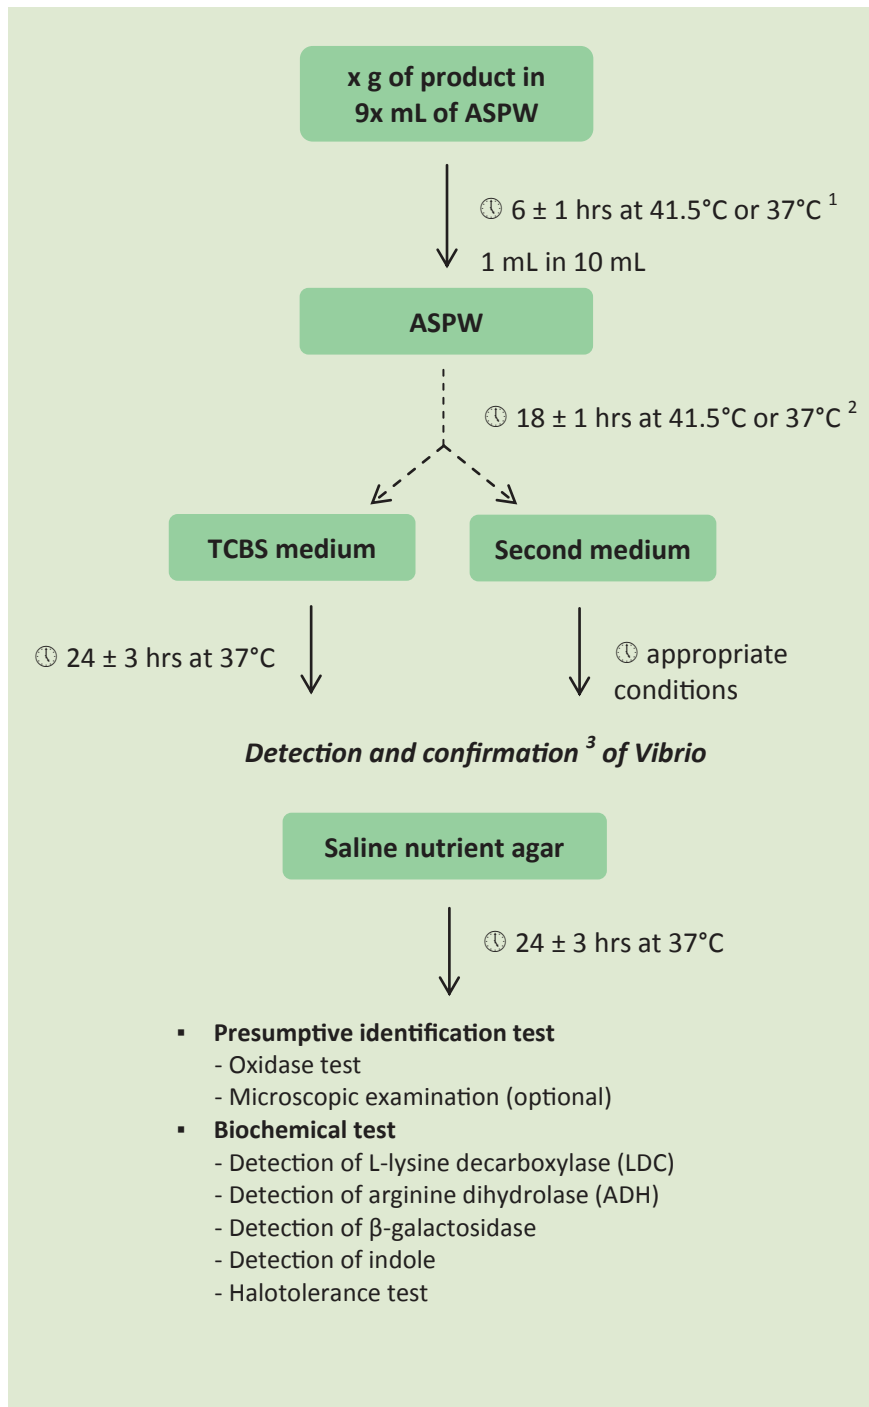 x g of product in
9x mL of ASPW
🕔 6 ± 1 hrs at 41.5°C or 37°C ¹
1 mL in 10 mL
ASPW
🕔 18 ± 1 hrs at 41.5°C or 37°C ²
TCBS medium
Second medium
🕔 24 ± 3 hrs at 37°C
🕔 appropriate
conditions
Detection and confirmation ³ of Vibrio
Saline nutrient agar
🕔 24 ± 3 hrs at 37°C
▪ Presumptive identification test
- Oxidase test
- Microscopic examination (optional)
▪ Biochemical test
- Detection of L-lysine decarboxylase (LDC)
- Detection of arginine dihydrolase (ADH)
- Detection of β-galactosidase
- Detection of indole
- Halotolerance test